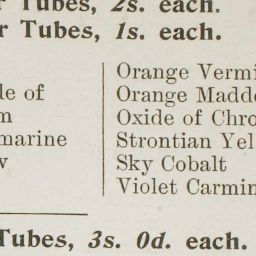 Tubes, 2s. each.
r Tubes, 1s. each.
de of
m
marine
w
Orange Vermi
Orange Madde
Oxide of Chro
Strontian Yel
Sky Cobalt
Violet Carmin
Tubes, 3s. 0d. each.